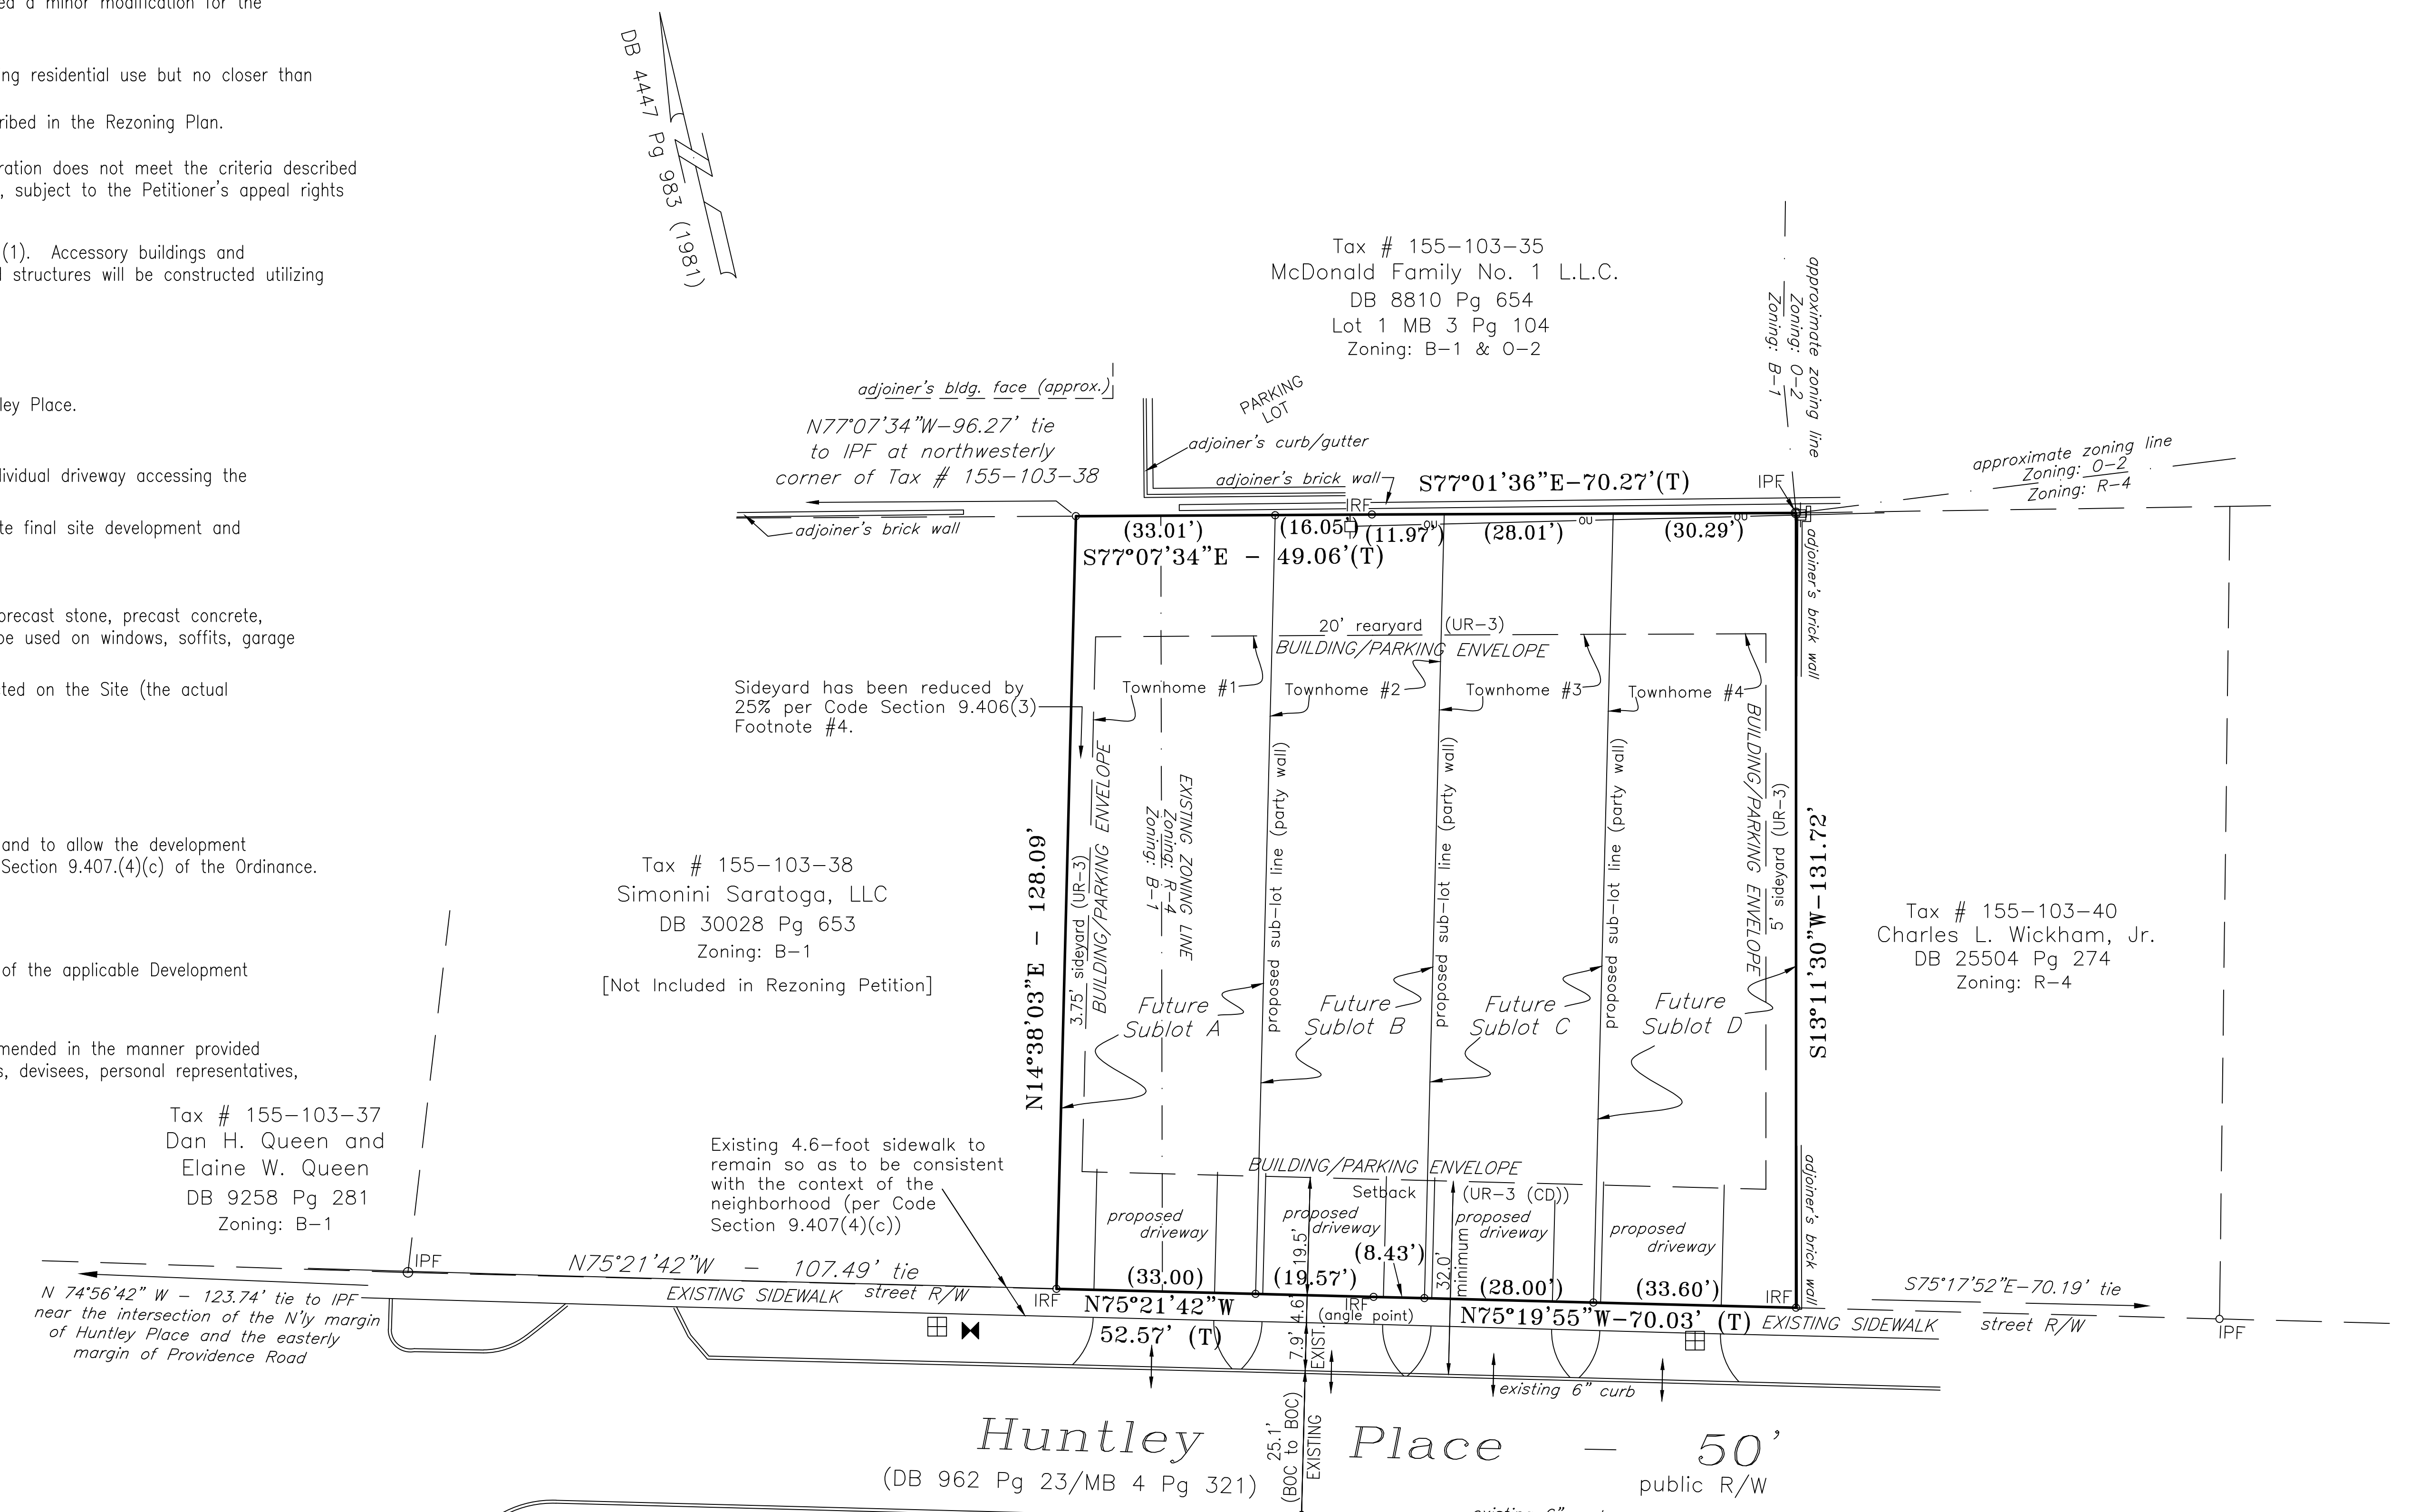 ed a minor modification for the
ng residential use but no closer than
ribed in the Rezoning Plan.
ration does not meet the criteria described
, subject to the Petitioner's appeal rights
(1). Accessory buildings and
l structures will be constructed utilizing
ley Place.
dividual driveway accessing the
te final site development and
precast stone, precast concrete,
be used on windows, soffits, garage
cted on the Site (the actual
and to allow the development
Section 9.407.(4)(c) of the Ordinance.
of the applicable Development
mended in the manner provided
s, devisees, personal representatives,
DB 4447 Pg 983 (1981)
Tax # 155-103-35
McDonald Family No. 1 L.L.C.
DB 8810 Pg 654
Lot 1 MB 3 Pg 104
Zoning: B-1 & O-2
approximate zoning line
Zoning: O-2
Zoning: B-1
adjoiner's bldg. face (approx.)
N77°07'34"W-96.27' tie
to IPF at northwesterly
corner of Tax # 155-103-38
PARKING
LOT
adjoiner's curb/gutter
adjoiner's brick wall
S77°01'36"E-70.27'(T)
IPF
IRF
approximate zoning line
Zoning: O-2
Zoning: R-4
adjoiner's brick wall
OU
OU
OU
(33.01')
(16.05')
(11.97')
(28.01')
(30.29')
S77°07'34"E - 49.06'(T)
adjoiner's brick wall
20' rearyard (UR-3)
BUILDING/PARKING ENVELOPE
Townhome #1
Townhome #2
Townhome #3
Townhome #4
Sideyard has been reduced by
25% per Code Section 9.406(3)
Footnote #4.
N14°38'03"E - 128.09'
3.75' sideyard (UR-3)
BUILDING/PARKING ENVELOPE
EXISTING ZONING LINE
Zoning: R-4
Zoning: B-1
proposed sub-lot line (party wall)
proposed sub-lot line (party wall)
proposed sub-lot line (party wall)
BUILDING/PARKING ENVELOPE
5' sideyard (UR-3)
S13°11'30"W-131.72'
Tax # 155-103-38
Simonini Saratoga, LLC
DB 30028 Pg 653
Zoning: B-1
[Not Included in Rezoning Petition]
Tax # 155-103-40
Charles L. Wickham, Jr.
DB 25504 Pg 274
Zoning: R-4
Future
Sublot A
Future
Sublot B
Future
Sublot C
Future
Sublot D
Tax # 155-103-37
Dan H. Queen and
Elaine W. Queen
DB 9258 Pg 281
Zoning: B-1
Existing 4.6-foot sidewalk to
remain so as to be consistent
with the context of the
neighborhood (per Code
Section 9.407(4)(c))
BUILDING/PARKING ENVELOPE
Setback (UR-3 (CD))
proposed
driveway
proposed
driveway
proposed
driveway
proposed
driveway
19.5'
32.0'
minimum
adjoiner's brick wall
(8.43')
(33.00)
(19.57')
(28.00')
(33.60')
IPF
N75°21'42"W - 107.49' tie
EXISTING SIDEWALK
street R/W
IRF
N75°21'42"W
52.57' (T)
IRF
(angle point)
N75°19'55"W-70.03' (T)
IRF
EXISTING SIDEWALK
street R/W
S75°17'52"E-70.19' tie
IPF
N 74°56'42" W - 123.74' tie to IPF
near the intersection of the N'ly margin
of Huntley Place and the easterly
margin of Providence Road
4.6'
7.9'
EXIST.
existing 6" curb
25.1'
(BOC to BOC)
EXISTING
Huntley Place - 50'
(DB 962 Pg 23/MB 4 Pg 321)
public R/W